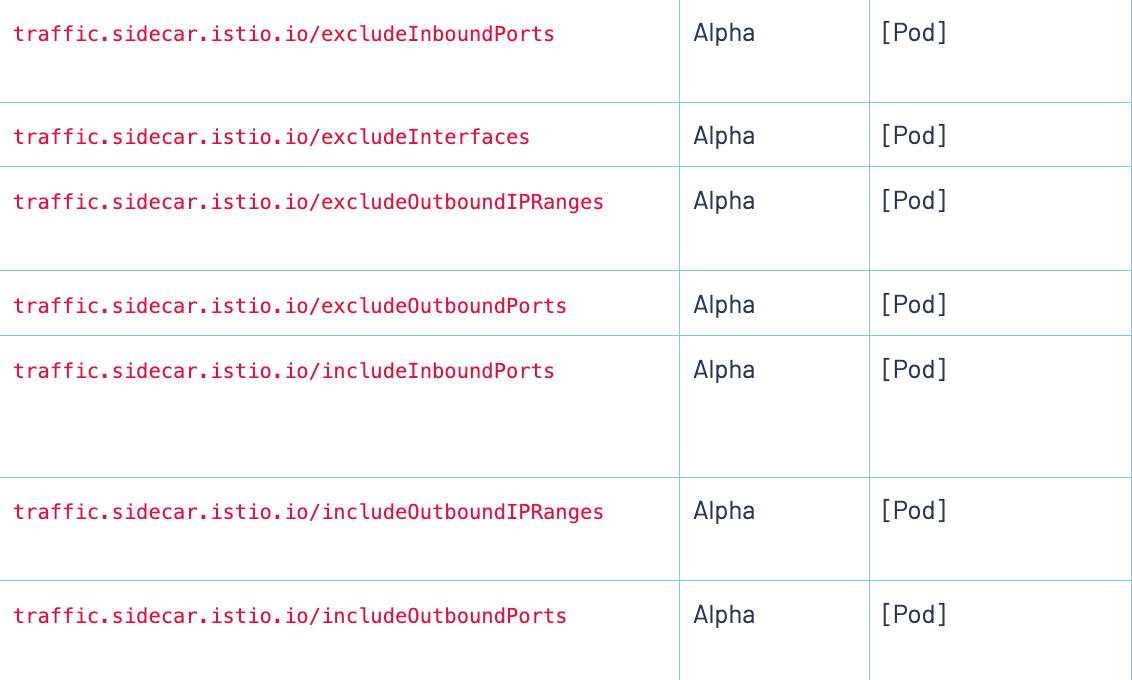 traffic.sidecar.istio.io/excludeInboundPorts Alpha [Pod]
traffic.sidecar.istio.io/excludeInterfaces Alpha [Pod]
traffic.sidecar.istio.io/excludeOutboundIPRanges Alpha [Pod]
traffic.sidecar.istio.io/excludeOutboundPorts Alpha [Pod]
traffic.sidecar.istio.io/includeInboundPorts Alpha [Pod]
traffic.sidecar.istio.io/includeOutboundIPRanges Alpha [Pod]
traffic.sidecar.istio.io/includeOutboundPorts Alpha [Pod]